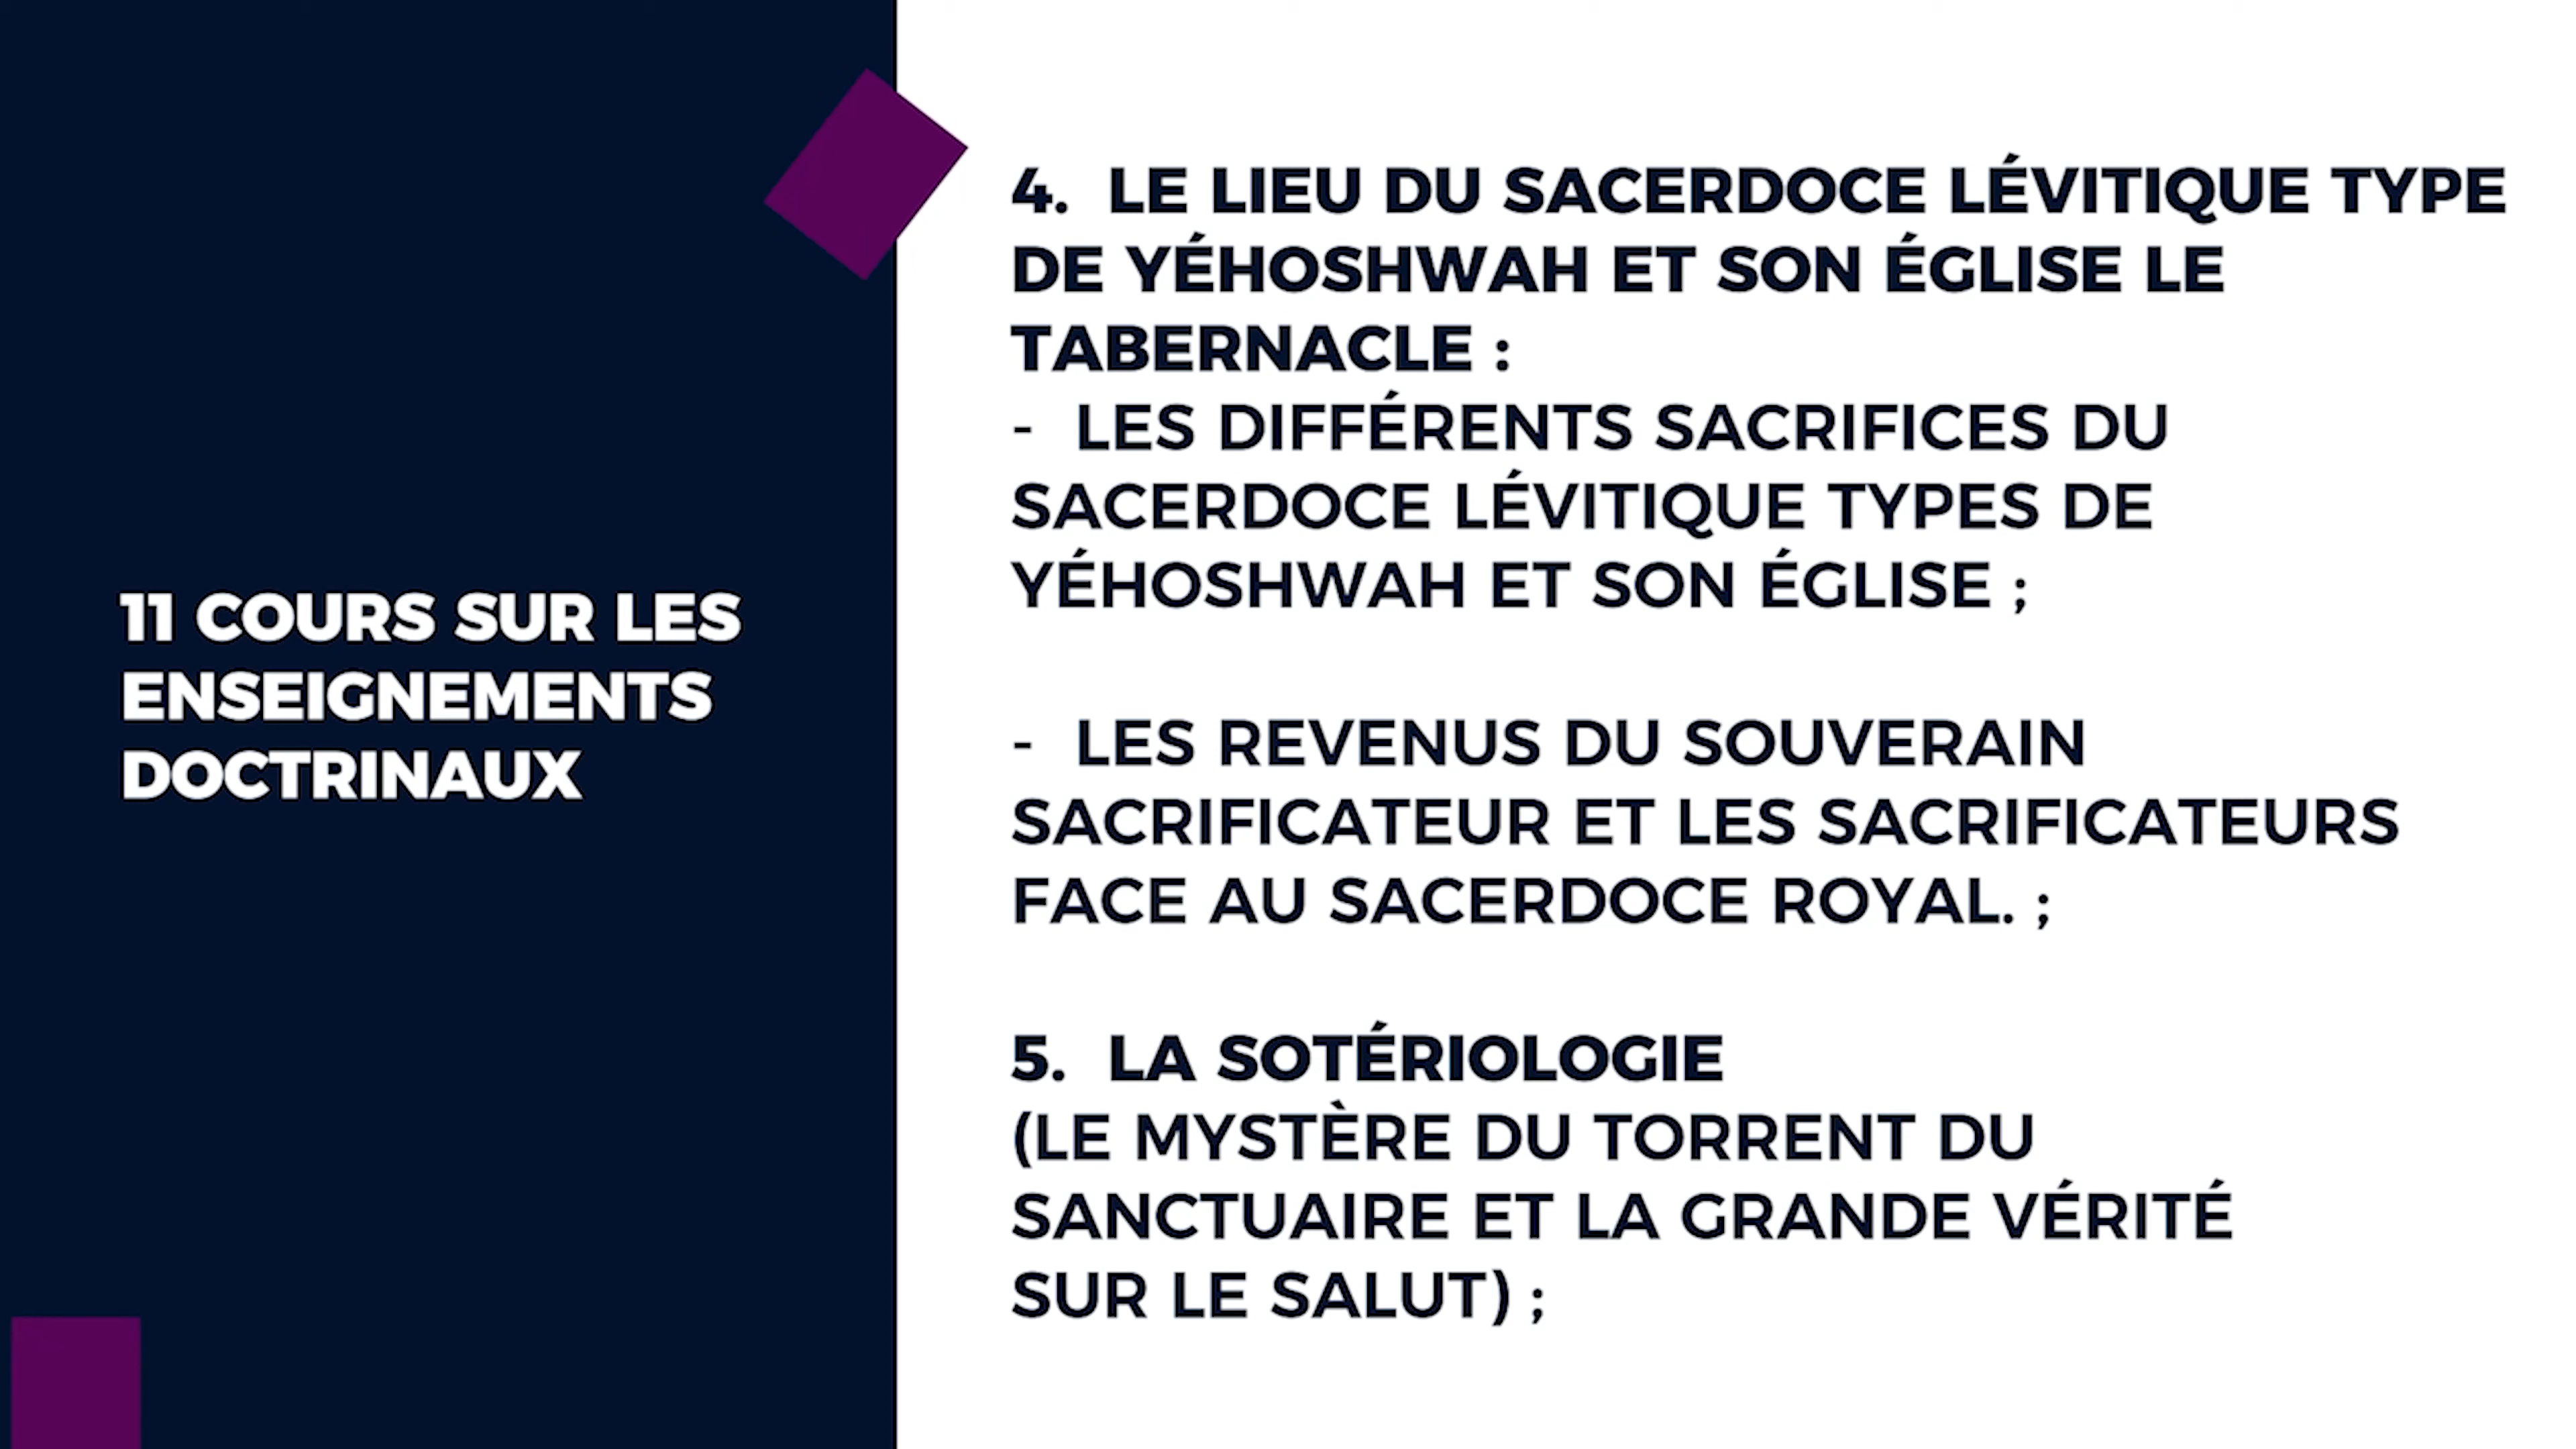 11 COURS SUR LES
ENSEIGNEMENTS
DOCTRINAUX
4. LE LIEU DU SACERDOCE LÉVITIQUE TYPE
DE YÉHOSHWAH ET SON ÉGLISE LE
TABERNACLE :
- LES DIFFÉRENTS SACRIFICES DU
SACERDOCE LÉVITIQUE TYPES DE
YÉHOSHWAH ET SON ÉGLISE ;
- LES REVENUS DU SOUVERAIN
SACRIFICATEUR ET LES SACRIFICATEURS
FACE AU SACERDOCE ROYAL. ;
5. LA SOTÉRIOLOGIE
(LE MYSTÈRE DU TORRENT DU
SANCTUAIRE ET LA GRANDE VÉRITÉ
SUR LE SALUT) ;